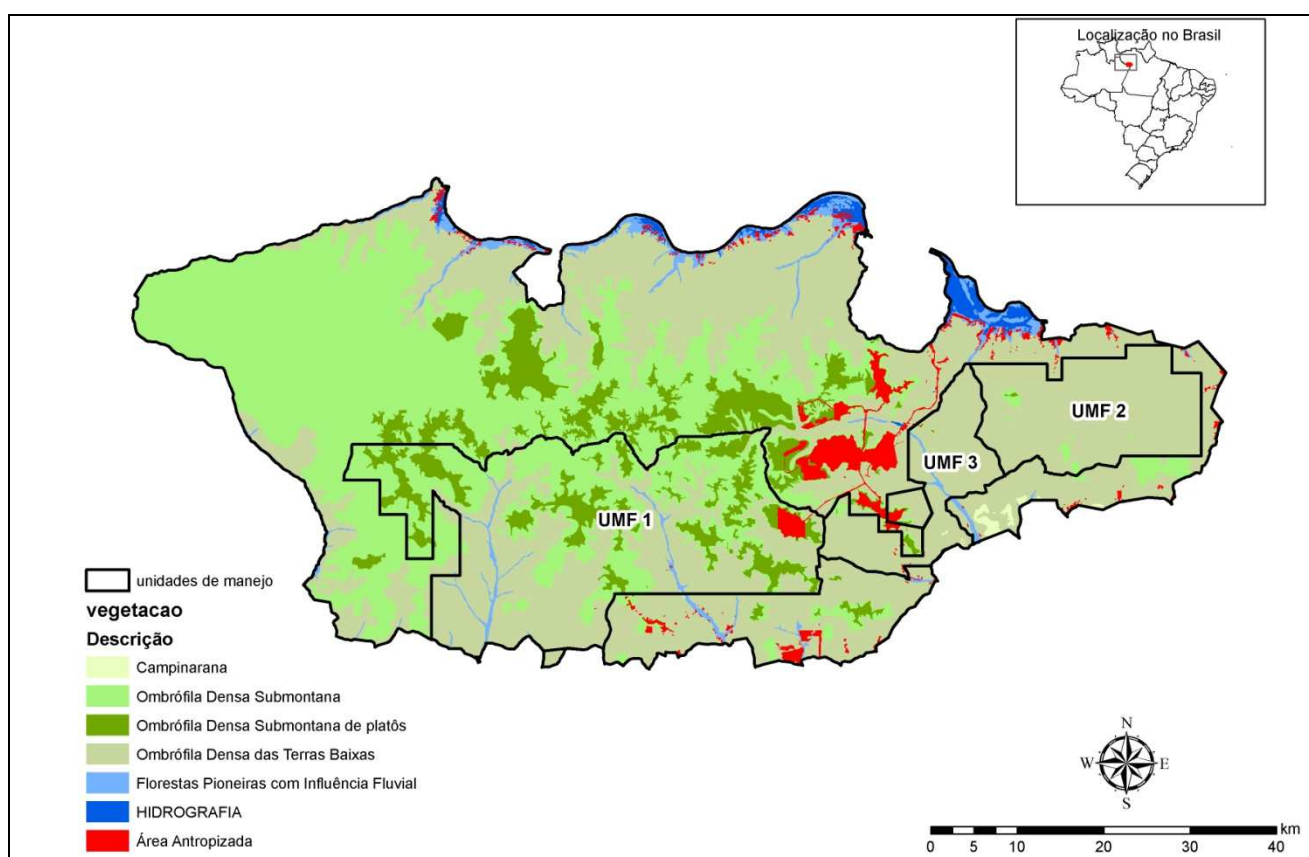 Localização no Brasil
UMF 2
UMF 3
UMF 1
unidades de manejo
vegetacao
Descrição
Campinarana
Ombrófila Densa Submontana
Ombrófila Densa Submontana de platôs
Ombrófila Densa das Terras Baixas
Florestas Pioneiras com Influência Fluvial
HIDROGRAFIA
Área Antropizada
N
W E
S
km
0 5 10 20 30 40